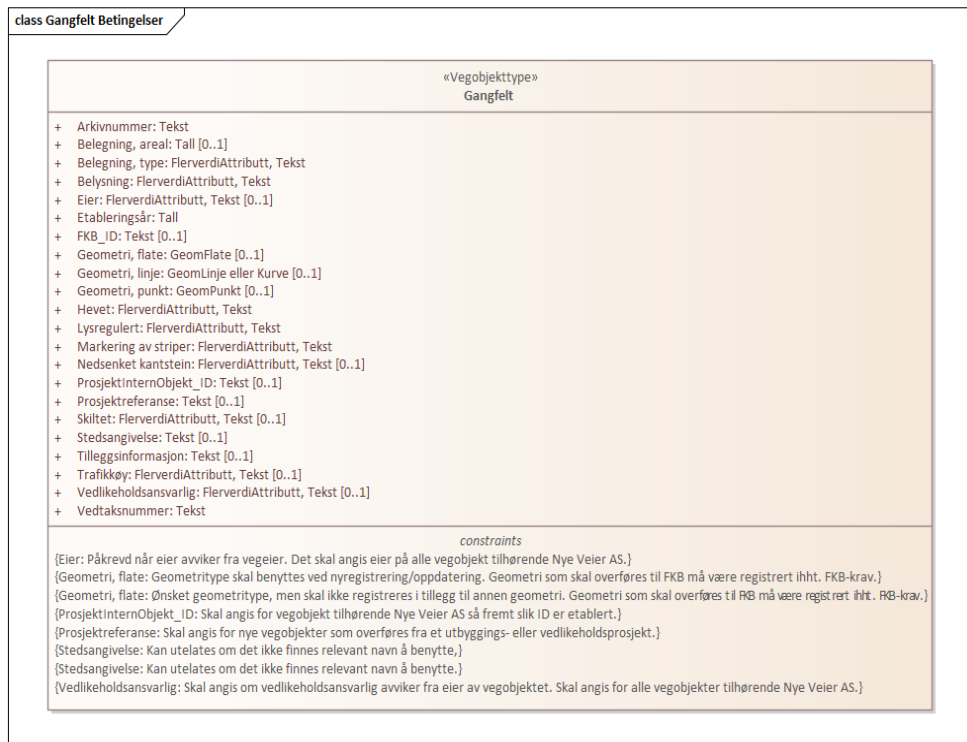 class Gangfelt Betingelser
«Vegobjekttype»
Gangfelt
+ Arkivnummer: Tekst
+ Belegning, areal: Tall [0..1]
+ Belegning, type: FlerverdiAttributt, Tekst
+ Belysning: FlerverdiAttributt, Tekst
+ Eier: FlerverdiAttributt, Tekst [0..1]
+ Etableringsår: Tall
+ FKB_ID: Tekst [0..1]
+ Geometri, flate: GeomFlate [0..1]
+ Geometri, linje: GeomLinje eller Kurve [0..1]
+ Geometri, punkt: GeomPunkt [0..1]
+ Hevet: FlerverdiAttributt, Tekst
+ Lysregulert: FlerverdiAttributt, Tekst
+ Markering av striper: FlerverdiAttributt, Tekst
+ Nedsenket kantstein: FlerverdiAttributt, Tekst [0..1]
+ ProsjektInternObjekt_ID: Tekst [0..1]
+ Prosjektreferanse: Tekst [0..1]
+ Skiltet: FlerverdiAttributt, Tekst [0..1]
+ Stedsangivelse: Tekst [0..1]
+ Tilleggsinformasjon: Tekst [0..1]
+ Trafikkøy: FlerverdiAttributt, Tekst [0..1]
+ Vedlikeholdsansvarlig: FlerverdiAttributt, Tekst [0..1]
+ Vedtaksnummer: Tekst
constraints
{Eier: Påkrevd når eier avviker fra vegeier. Det skal angis eier på alle vegobjekt tilhørende Nye Veier AS.}
{Geometri, flate: Geometritype skal benyttes ved nyregistrering/oppdatering. Geometri som skal overføres til FKB må være registrert ihht. FKB-krav.}
{Geometri, flate: Ønsket geometritype, men skal ikke registreres i tillegg til annen geometri. Geometri som skal overføres til FKB må være registrert ihht. FKB-krav.}
{ProsjektInternObjekt_ID: Skal angis for vegobjekt tilhørende Nye Veier AS så fremt slik ID er etablert.}
{Prosjektreferanse: Skal angis for nye vegobjekter som overføres fra et utbyggings- eller vedlikeholdsprosjekt.}
{Stedsangivelse: Kan utelates om det ikke finnes relevant navn å benytte,}
{Stedsangivelse: Kan utelates om det ikke finnes relevant navn å benytte.}
{Vedlikeholdsansvarlig: Skal angis om vedlikeholdsansvarlig avviker fra eier av vegobjektet. Skal angis for alle vegobjekter tilhørende Nye Veier AS.}